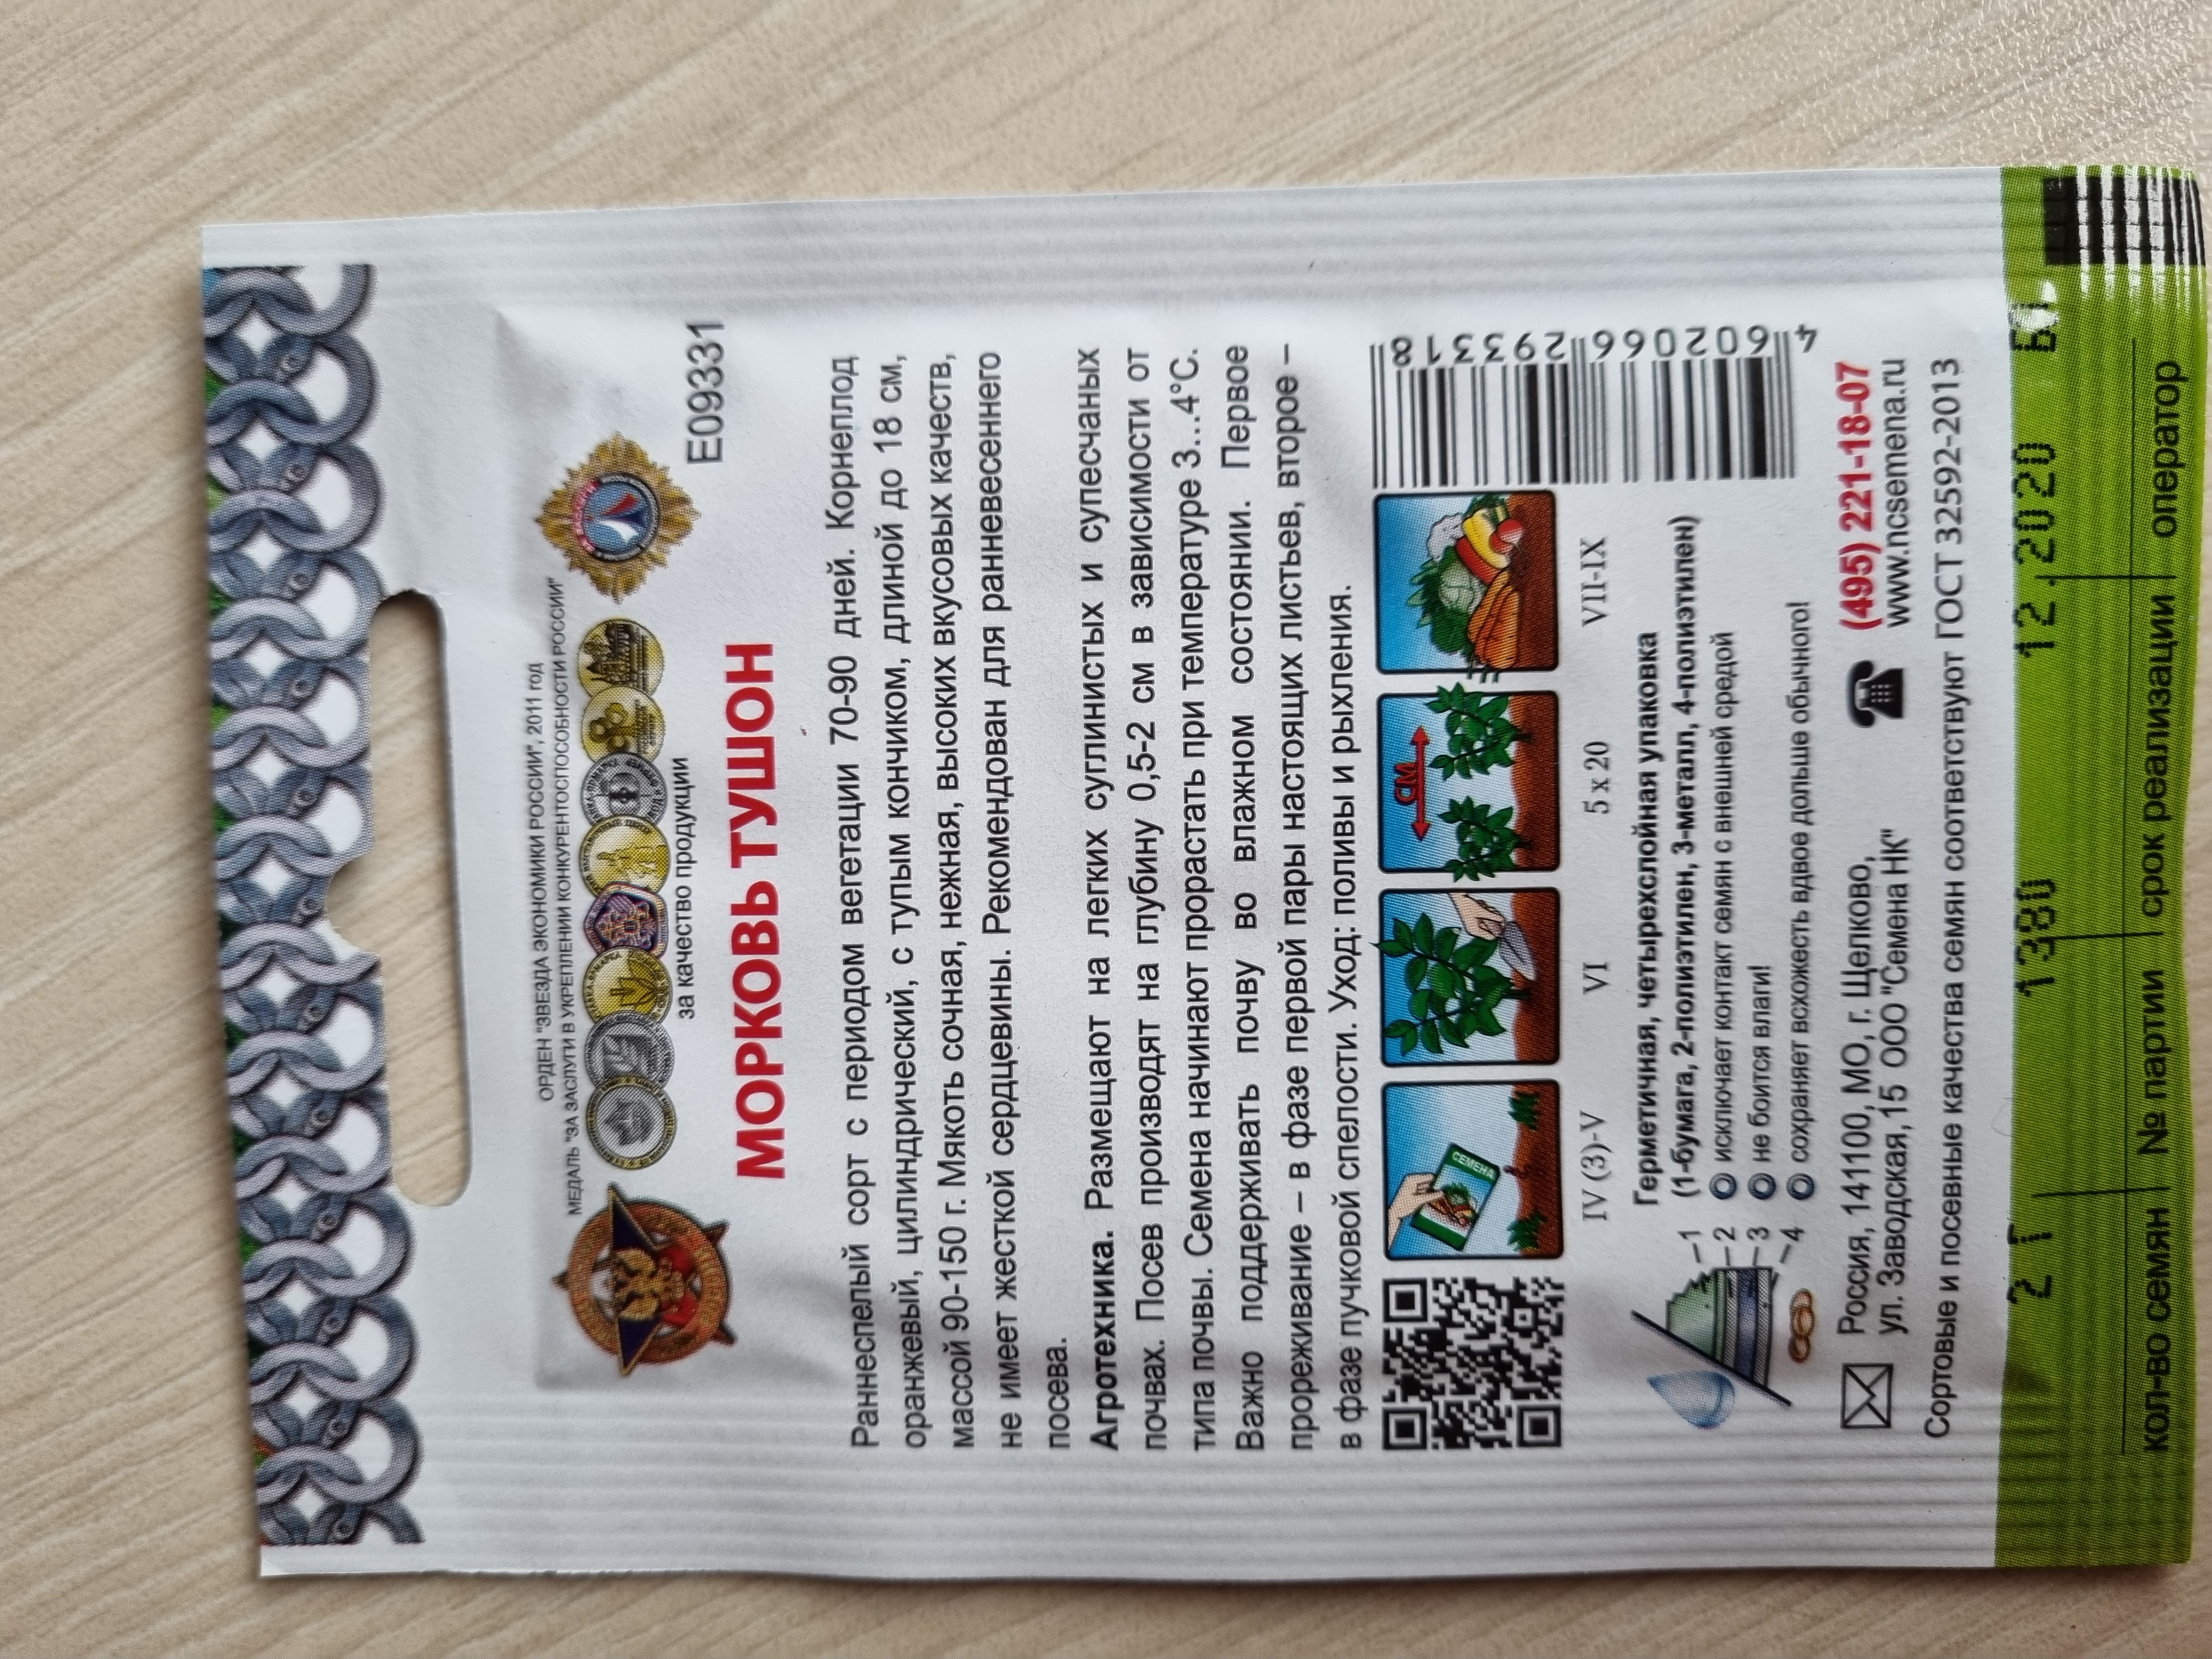 ОРДЕН "ЗВЕЗДА ЭКОНОМИКИ РОССИИ", 2011 год
МЕДАЛЬ "ЗА ЗАСЛУГИ В УКРЕПЛЕНИИ КОНКУРЕНТОСПОСОБНОСТИ РОССИИ"
за качество продукции
Е09331
МОРКОВЬ ТУШОН
Раннеспелый сорт с периодом вегетации 70-90 дней. Корнеплод
оранжевый, цилиндрический, с тупым кончиком, длиной до 18 см,
массой 90-150 г. Мякоть сочная, нежная, высоких вкусовых качеств,
не имеет жесткой сердцевины. Рекомендован для ранневесеннего
посева.
Агротехника. Размещают на легких суглинистых и супесчаных
почвах. Посев производят на глубину 0,5-2 см в зависимости от
типа почвы. Семена начинают прорастать при температуре 3...4°С.
Важно поддерживать почву во влажном состоянии. Первое
прореживание – в фазе первой пары настоящих листьев, второе –
в фазе пучковой спелости. Уход: поливы и рыхления.
СЕМЕНА
СМ
IV (3)-V VI 5 x 20 VII-IX
4 602066 293318
Герметичная, четырехслойная упаковка
(1-бумага, 2-полиэтилен, 3-металл, 4-полиэтилен)
исключает контакт семян с внешней средой
не боится влаги!
сохраняет всхожесть вдвое дольше обычного!
1
2
3
4
Россия, 141100, МО, г. Щелково,
ул. Заводская, 15 ООО "Семена НК"
(495) 221-18-07
www.ncsemena.ru
Сортовые и посевные качества семян соответствуют ГОСТ 32592-2013
2 Г 1380 12.2020
кол-во семян № партии срок реализации оператор